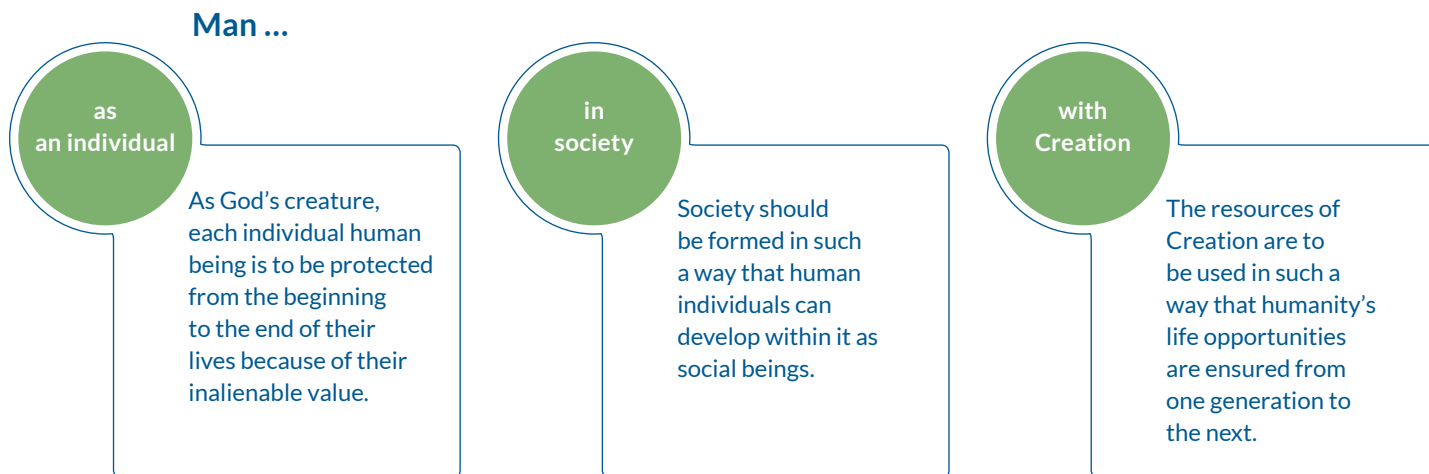 Man …
as
an individual
As God’s creature,
each individual human
being is to be protected
from the beginning
to the end of their
lives because of their
inalienable value.
in
society
Society should
be formed in such
a way that human
individuals can
develop within it as
social beings.
with
Creation
The resources of
Creation are to
be used in such a
way that humanity’s
life opportunities
are ensured from
one generation to
the next.